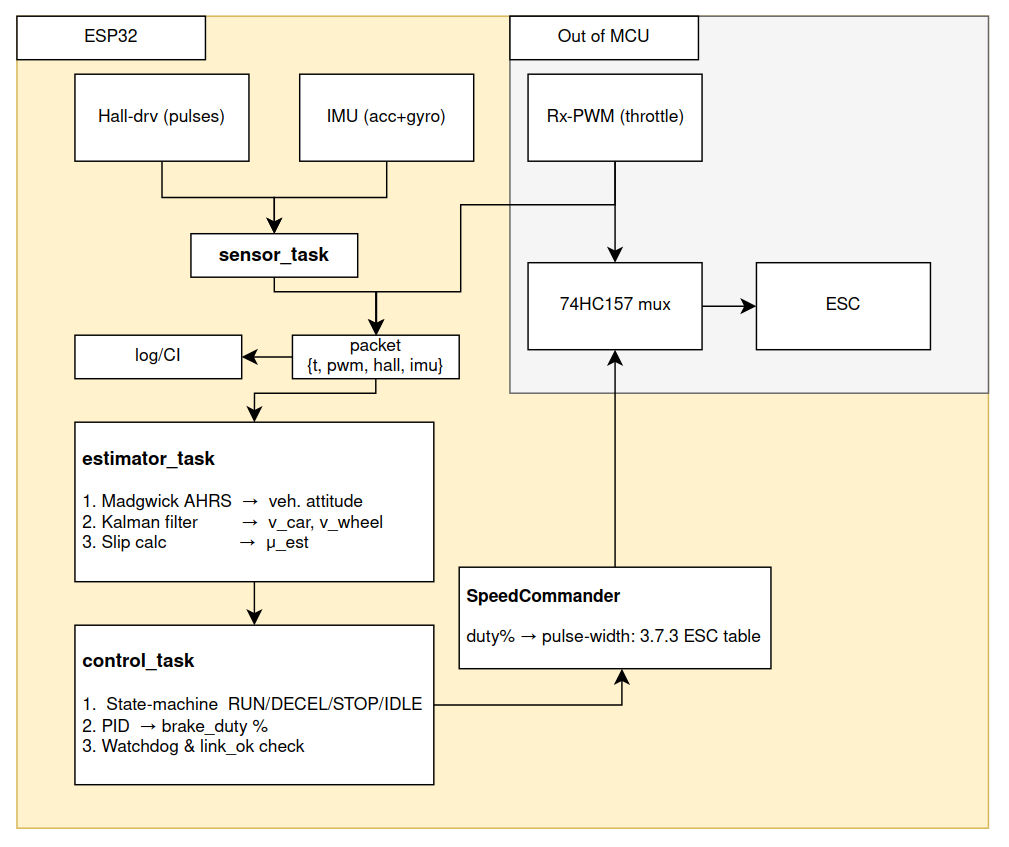 ESP32
Out of MCU
Hall-drv (pulses)
IMU (acc+gyro)
Rx-PWM (throttle)
sensor_task
74HC157 mux
ESC
log/CI
packet
{t, pwm, hall, imu}
estimator_task
1. Madgwick AHRS → veh. attitude
2. Kalman filter → v_car, v_wheel
3. Slip calc → μ_est
SpeedCommander
duty% → pulse-width: 3.7.3 ESC table
control_task
1. State-machine RUN/DECEL/STOP/IDLE
2. PID → brake_duty %
3. Watchdog & link_ok check